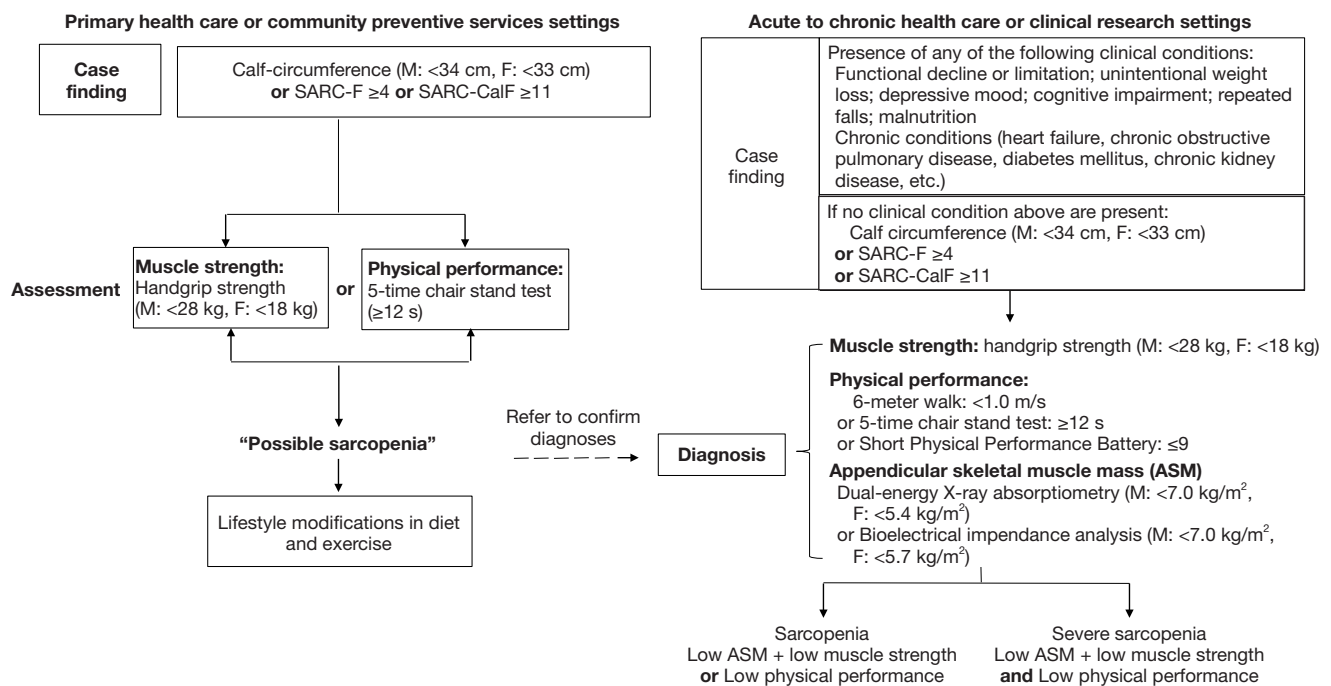 Primary health care or community preventive services settings
Case
finding
Calf-circumference (M: <34 cm, F: <33 cm)
or SARC-F ≥4 or SARC-CalF ≥11
Assessment
Muscle strength:
Handgrip strength
(M: <28 kg, F: <18 kg)
or
Physical performance:
5-time chair stand test
(≥12 s)
"Possible sarcopenia"
Lifestyle modifications in diet
and exercise
Refer to confirm
diagnoses
Acute to chronic health care or clinical research settings
Case
finding
Presence of any of the following clinical conditions:
Functional decline or limitation; unintentional weight
loss; depressive mood; cognitive impairment; repeated
falls; malnutrition
Chronic conditions (heart failure, chronic obstructive
pulmonary disease, diabetes mellitus, chronic kidney
disease, etc.)
If no clinical condition above are present:
Calf circumference (M: <34 cm, F: <33 cm)
or SARC-F ≥4
or SARC-CalF ≥11
Diagnosis
Muscle strength: handgrip strength (M: <28 kg, F: <18 kg)
Physical performance:
6-meter walk: <1.0 m/s
or 5-time chair stand test: ≥12 s
or Short Physical Performance Battery: ≤9
Appendicular skeletal muscle mass (ASM)
Dual-energy X-ray absorptiometry (M: <7.0 kg/m²,
F: <5.4 kg/m²)
or Bioelectrical impendance analysis (M: <7.0 kg/m²,
F: <5.7 kg/m²)
Sarcopenia
Low ASM + low muscle strength
or Low physical performance
Severe sarcopenia
Low ASM + low muscle strength
and Low physical performance